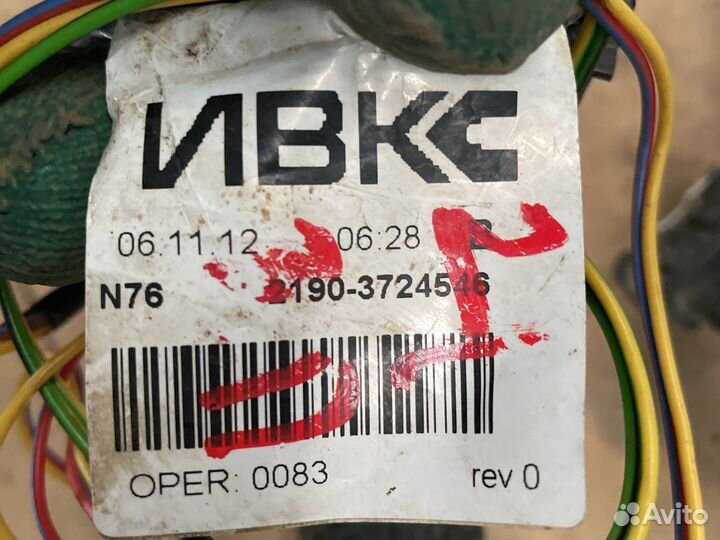 ИВКС
06.11.12 06:28 B
N76 2190-3724546
OPER: 0083 rev 0
Avito